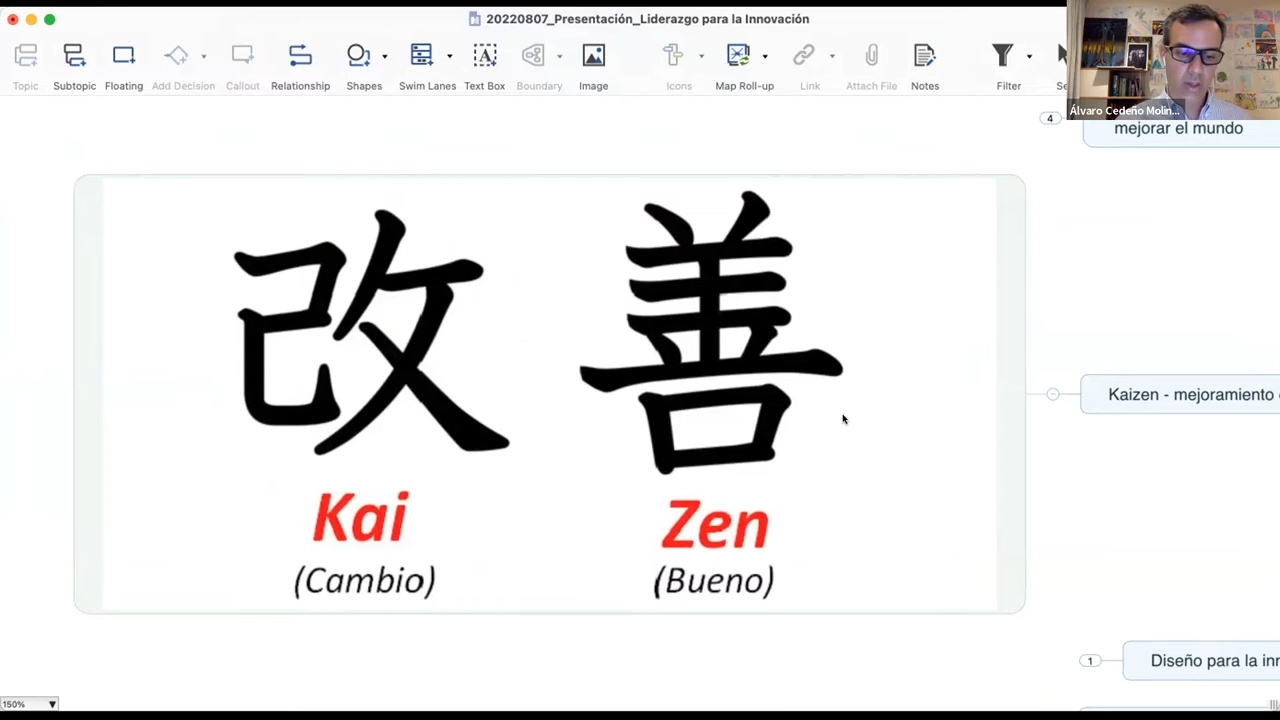 20220807_Presentación_Liderazgo para la Innovación
Topic
Subtopic
Floating
Add Decision
Callout
Relationship
Shapes
Swim Lanes
Text Box
Boundary
Image
Icons
Map Roll-up
Link
Attach File
Notes
Filter
Álvaro Cedeño Molin...
4
mejorar el mundo
改 善
Kai Zen
(Cambio) (Bueno)
Kaizen - mejoramiento
1
Diseño para la
150%